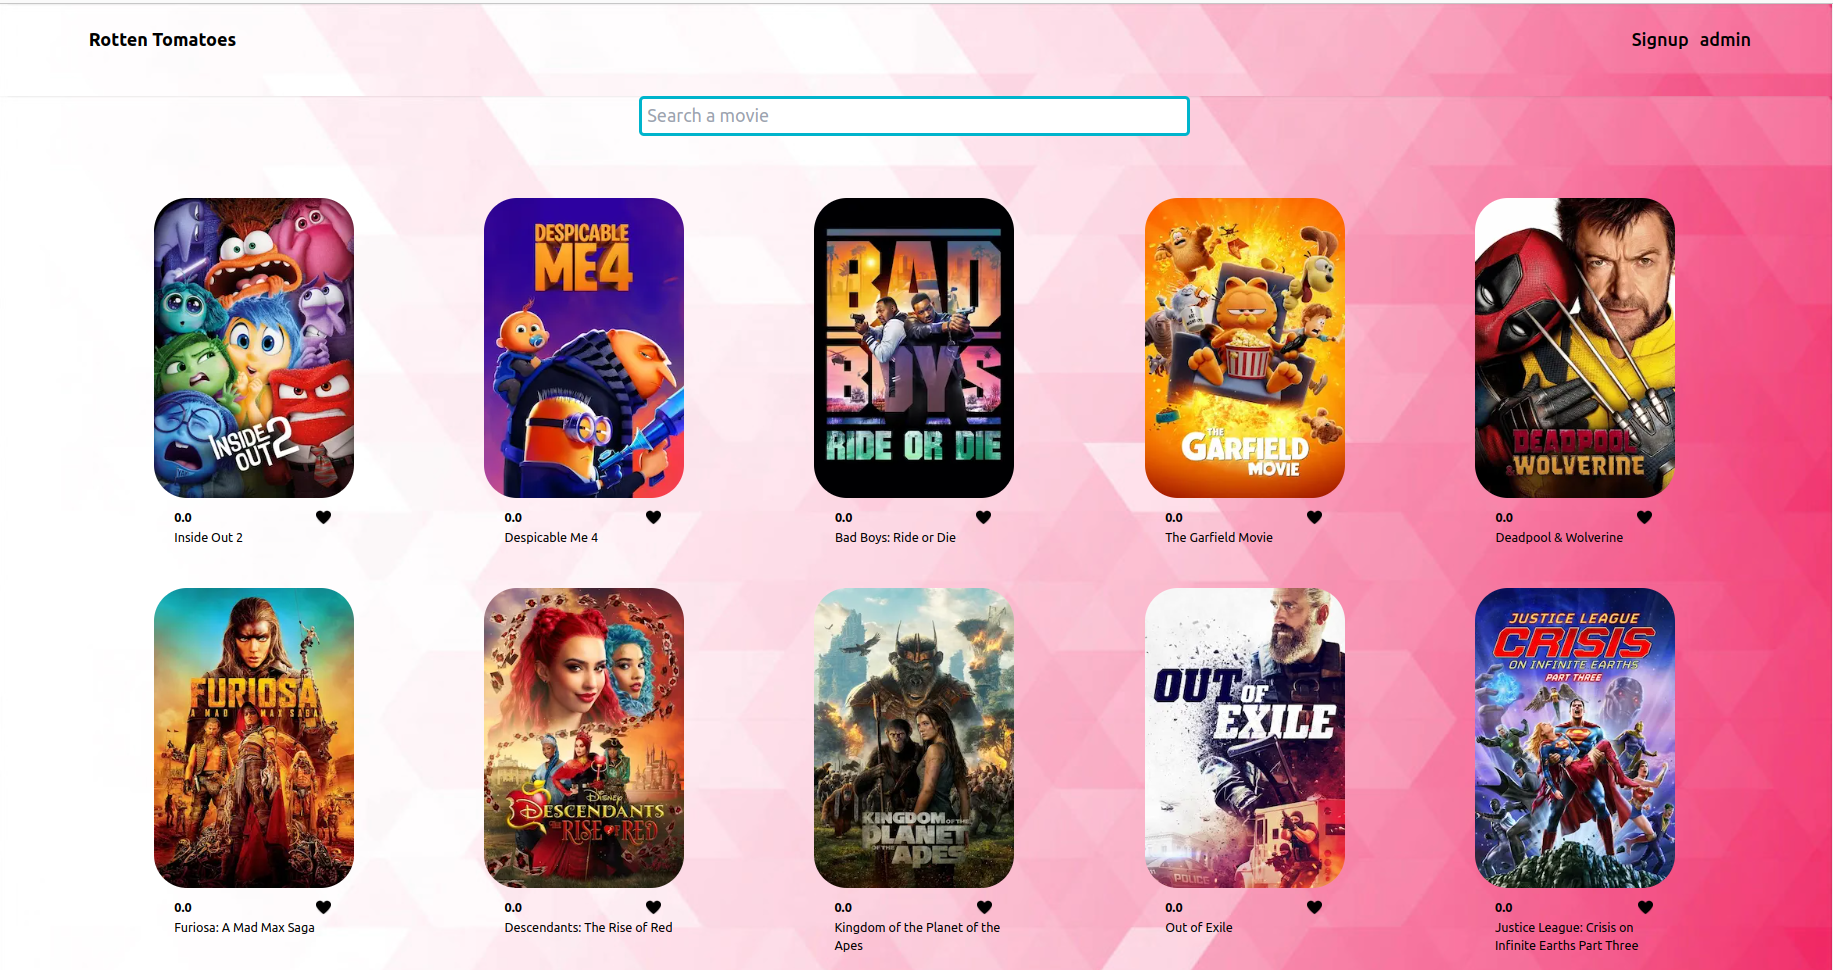 Rotten Tomatoes
Signup admin
Search a movie
INSIDE
OUT 2
DESPICABLE
ME 4
BAD
BOYS
RIDE OR DIE
THE
GARFIELD
MOVIE
DEADPOOL
& WOLVERINE
0.0
Inside Out 2
0.0
Despicable Me 4
0.0
Bad Boys: Ride or Die
0.0
The Garfield Movie
0.0
Deadpool & Wolverine
FURIOSA
A MAD MAX SAGA
DISNEY
DESCENDANTS
THE RISE OF RED
KINGDOM OF THE
PLANET
OF THE APES
OUT OF
EXILE
POLICE
JUSTICE LEAGUE
CRISIS
ON INFINITE EARTHS
PART THREE
0.0
Furiosa: A Mad Max Saga
0.0
Descendants: The Rise of Red
0.0
Kingdom of the Planet of the
Apes
0.0
Out of Exile
0.0
Justice League: Crisis on
Infinite Earths Part Three